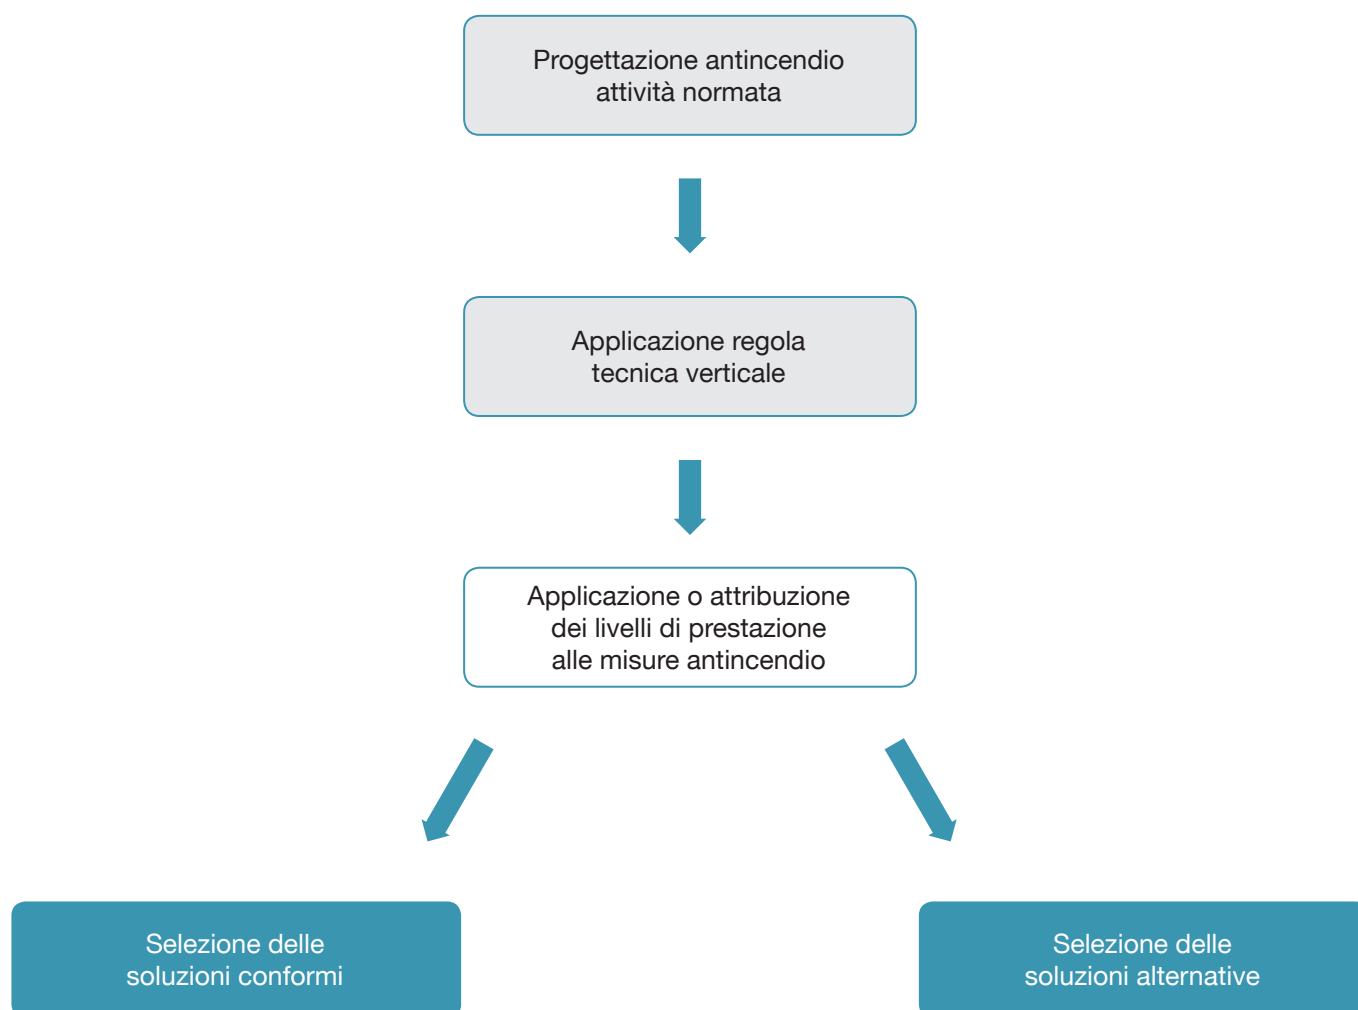 Progettazione antincendio
attività normata
Applicazione regola
tecnica verticale
Applicazione o attribuzione
dei livelli di prestazione
alle misure antincendio
Selezione delle
soluzioni conformi
Selezione delle
soluzioni alternative